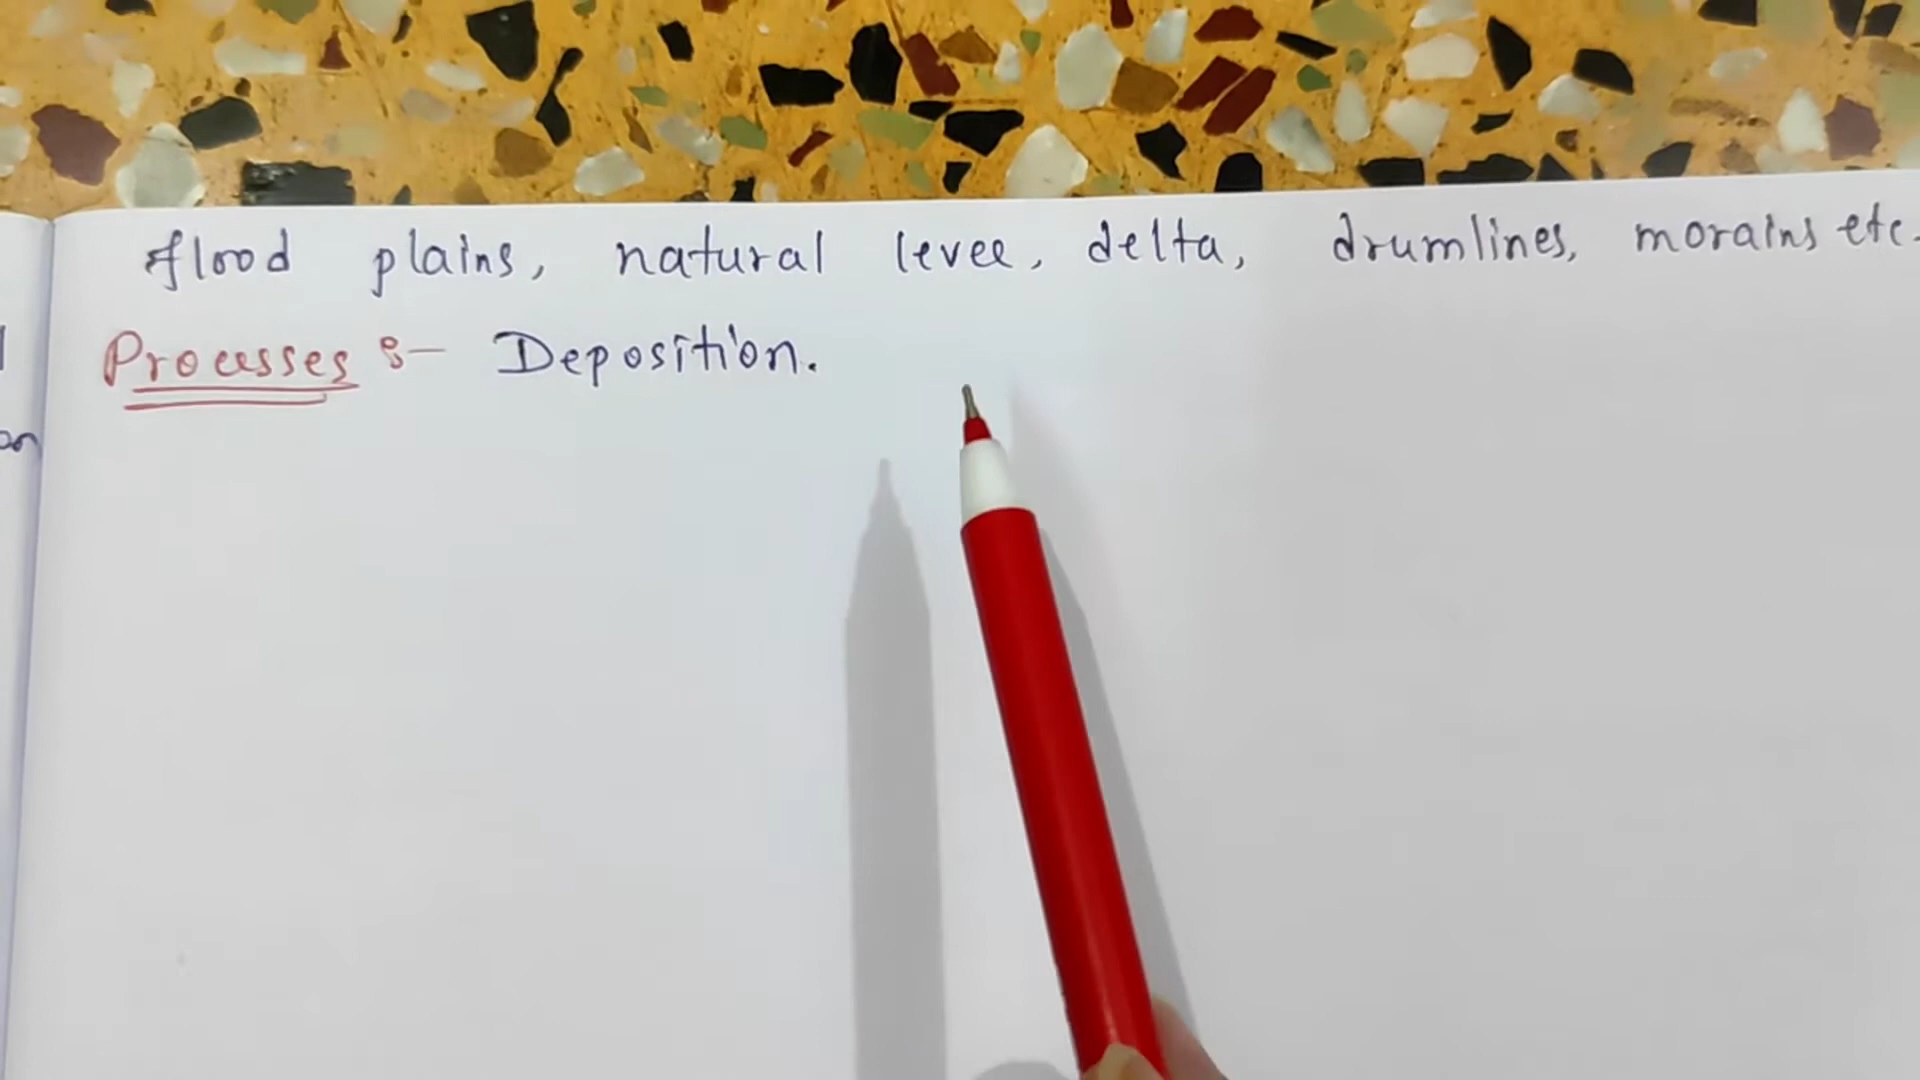 flood plains, natural levee, delta, drumlines, morains etc.
Processes :- Deposition.